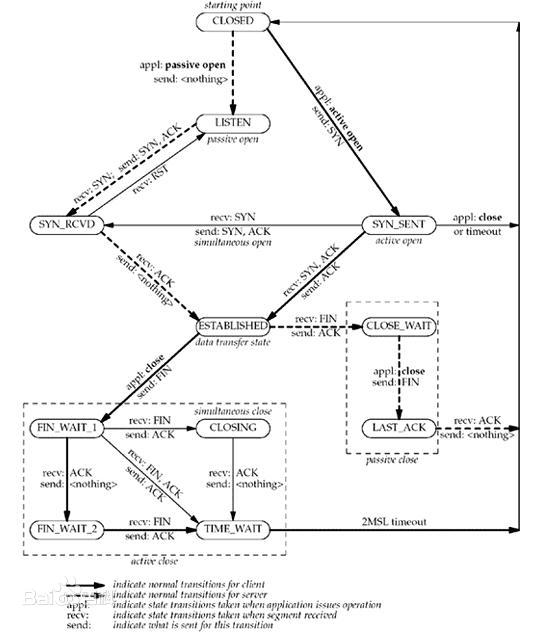 starting point
CLOSED
appl: passive open
send: <nothing>
appl: active open
send: SYN
LISTEN
passive open
recv: SYN; send: SYN, ACK
recv: RST
SYN_RCVD
recv: SYN
send: SYN, ACK
simultaneous open
SYN_SENT
active open
appl: close
or timeout
recv: ACK
send: <nothing>
recv: SYN, ACK
send: ACK
ESTABLISHED
data transfer state
recv: FIN
send: ACK
CLOSE_WAIT
appl: close
send: FIN
appl: close
send: FIN
LAST_ACK
recv: ACK
send: <nothing>
passive close
simultaneous close
FIN_WAIT_1
recv: FIN
send: ACK
CLOSING
recv: ACK
send: <nothing>
recv: FIN, ACK
send: ACK
recv: ACK
send: <nothing>
FIN_WAIT_2
recv: FIN
send: ACK
TIME_WAIT
2MSL timeout
active close
indicate normal transitions for client
indicate normal transitions for server
appl: indicate state transitions taken when application issues operation
recv: indicate state transitions taken when segment received
send: indicate what is sent for this transition